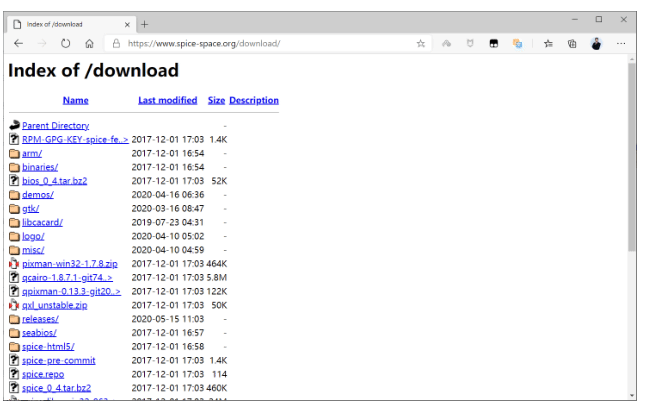 Index of /download
https://www.spice-space.org/download/
Index of /download
Name Last modified Size Description
Parent Directory -
RPM-GPG-KEY-spice-fe..> 2017-12-01 17:03 1.4K
arm/ 2017-12-01 16:54 -
binaries/ 2017-12-01 16:54 -
bios_0_4.tar.bz2 2017-12-01 17:03 52K
demos/ 2020-04-16 06:36 -
gtk/ 2020-03-16 08:47 -
libcacard/ 2019-07-23 04:31 -
logo/ 2020-04-10 05:02 -
misc/ 2020-04-10 04:59 -
pixman-win32-1.7.8.zip 2017-12-01 17:03 464K
qcairo-1.8.7.1-git74..> 2017-12-01 17:03 5.8M
qpixman-0.13.3-git20..> 2017-12-01 17:03 122K
qxl_unstable.zip 2017-12-01 17:03 50K
releases/ 2020-05-15 11:03 -
seabios/ 2017-12-01 16:57 -
spice-html5/ 2017-12-01 16:58 -
spice-pre-commit 2017-12-01 17:03 1.4K
spice.repo 2017-12-01 17:03 114
spice_0_4.tar.bz2 2017-12-01 17:03 460K